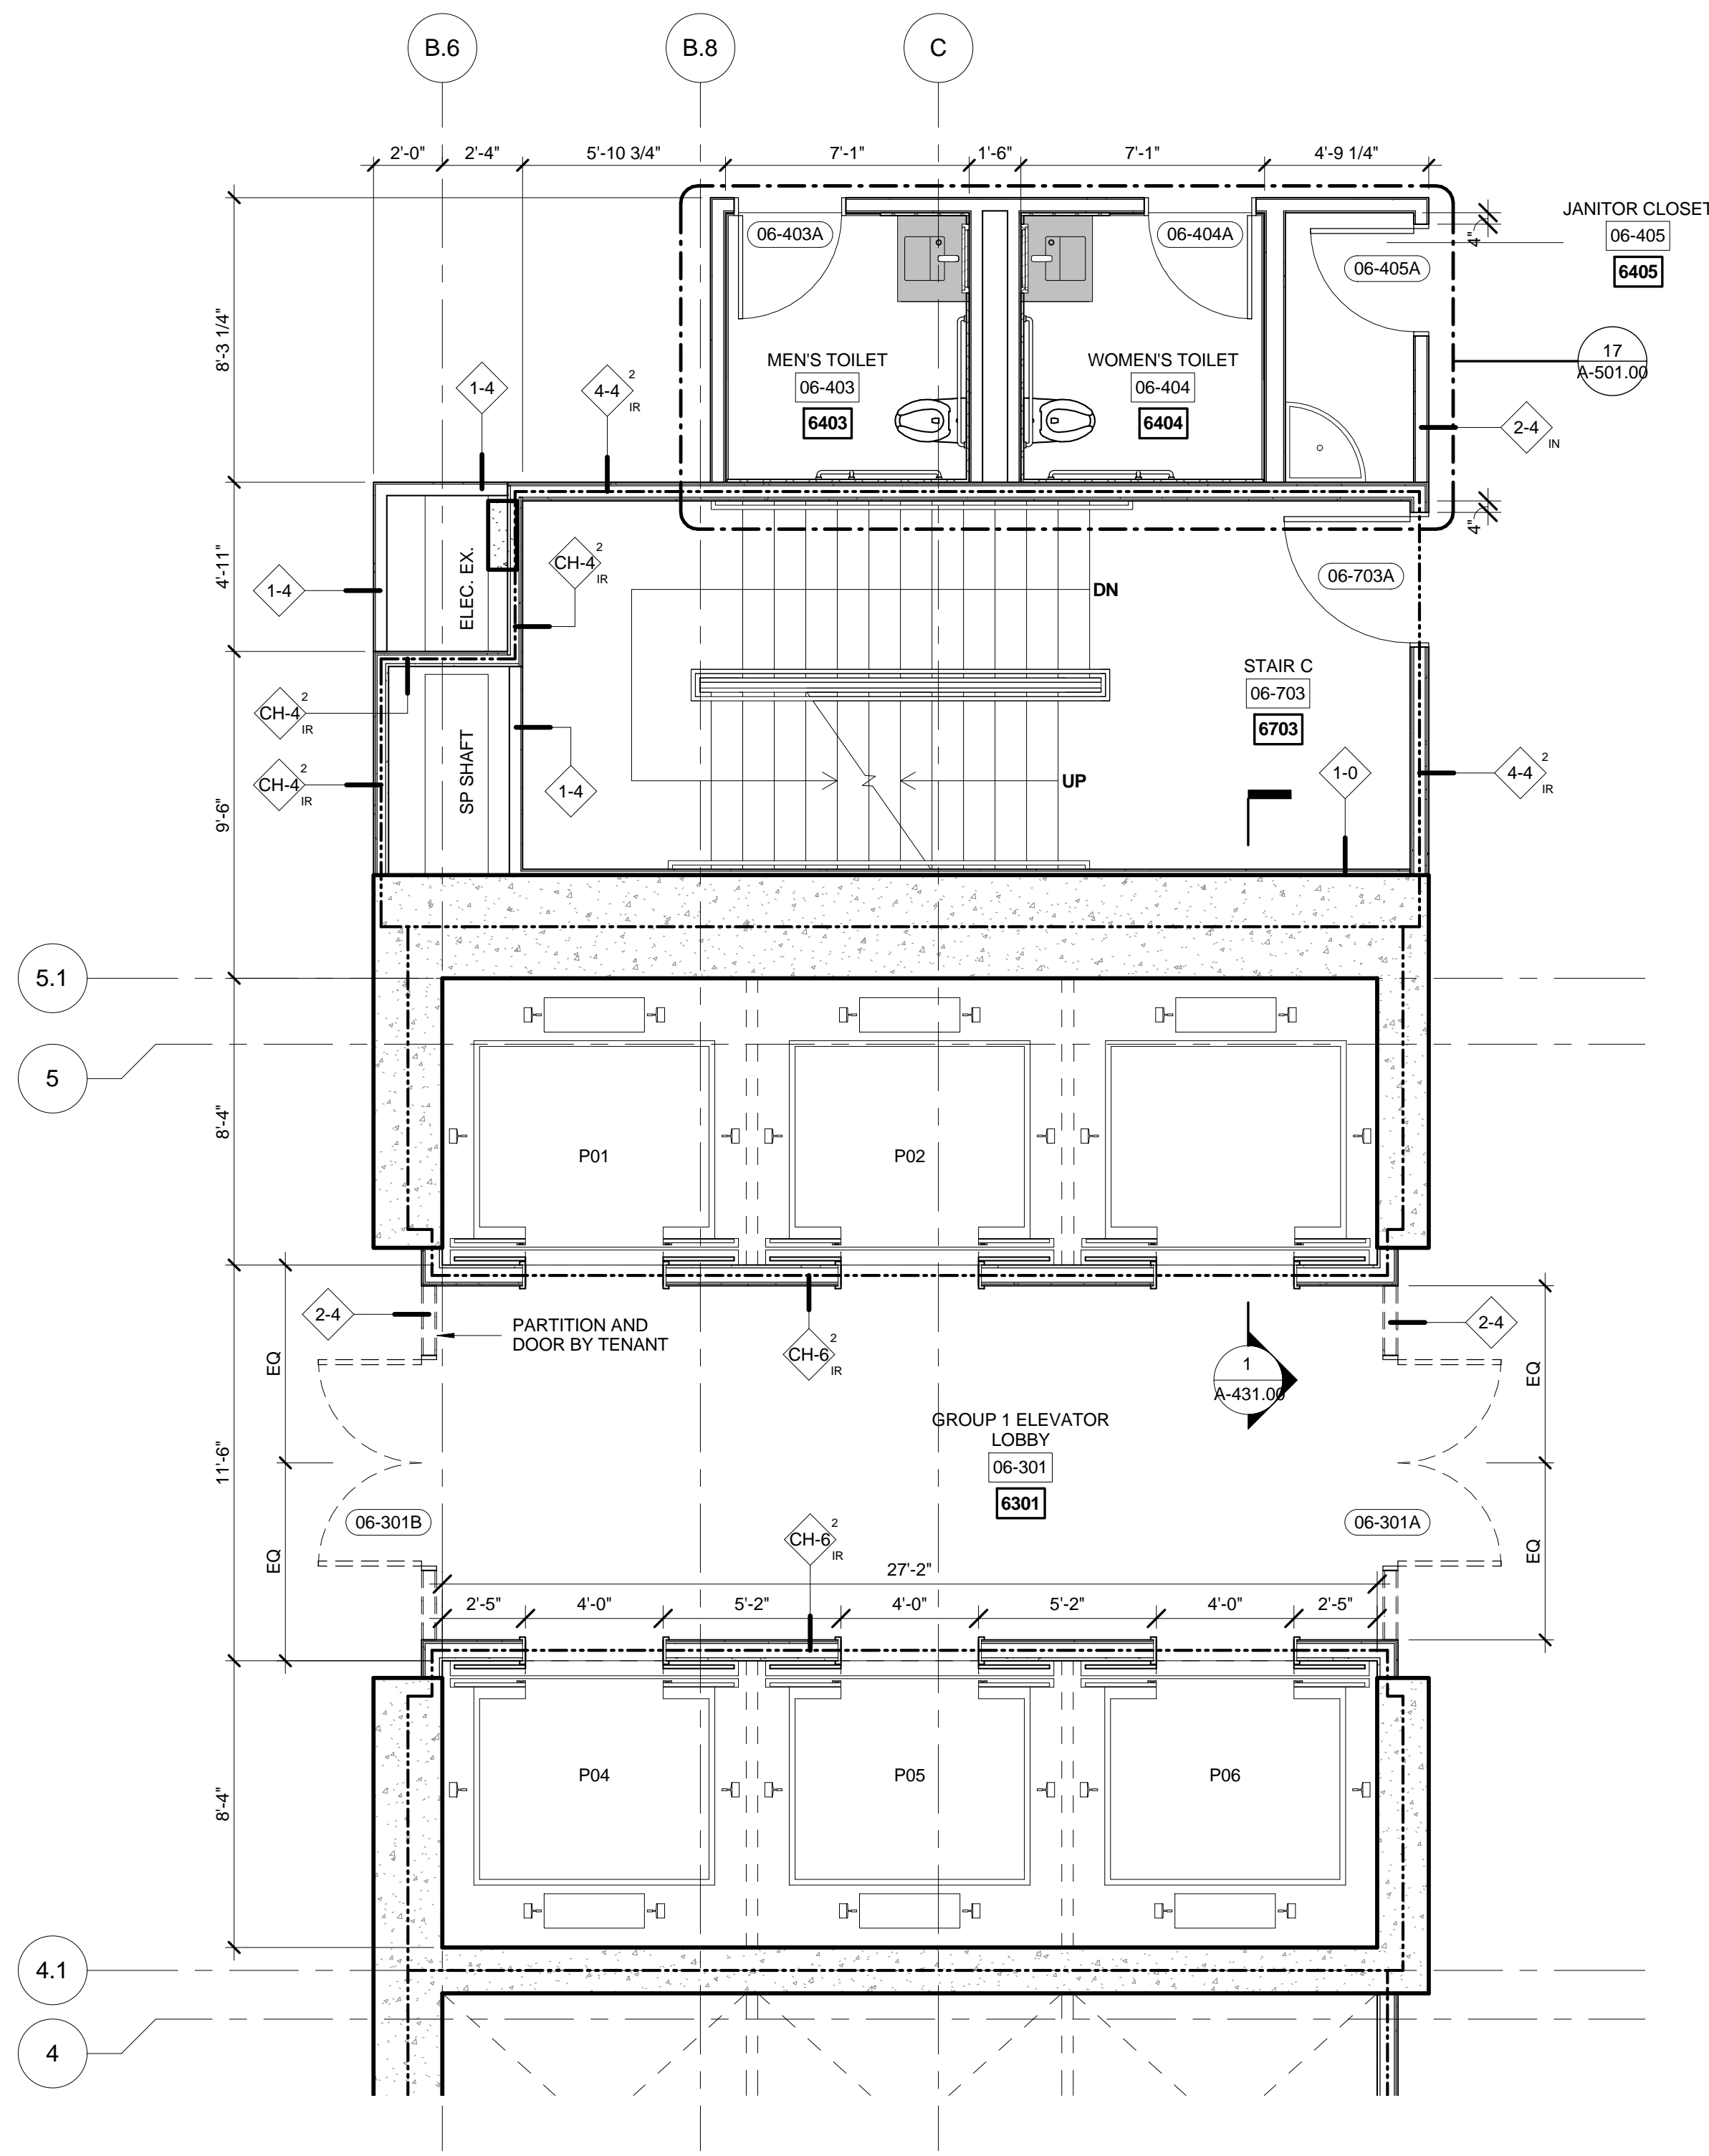 B.6
B.8
C
2'-0"
2'-4"
5'-10 3/4"
7'-1"
1'-6"
7'-1"
4'-9 1/4"
JANITOR CLOSET
06-405
6405
4"
06-403A
06-404A
06-405A
8'-3 1/4"
MEN'S TOILET
06-403
6403
WOMEN'S TOILET
06-404
6404
17
A-501.00
1-4
4-4
2
IR
2-4
IN
4'-11"
ELEC. EX.
CH-4
2
IR
4"
1-4
DN
06-703A
STAIR C
06-703
6703
CH-4
2
IR
CH-4
2
IR
SP SHAFT
1-4
UP
1-0
4-4
2
IR
9'-6"
5.1
5
8'-4"
P01
P02
2-4
PARTITION AND
DOOR BY TENANT
CH-6
2
IR
2-4
EQ
EQ
1
A-431.00
GROUP 1 ELEVATOR
LOBBY
06-301
6301
11'-6"
06-301B
06-301A
CH-6
2
IR
EQ
EQ
27'-2"
2'-5"
4'-0"
5'-2"
4'-0"
5'-2"
4'-0"
2'-5"
8'-4"
P04
P05
P06
4.1
4